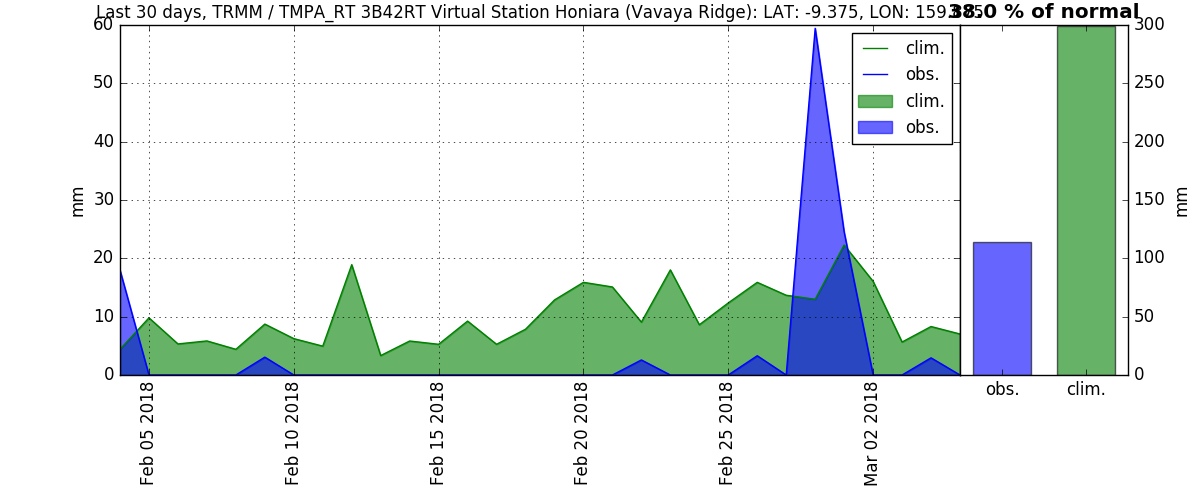 Last 30 days, TRMM / TMPA_RT 3B42RT Virtual Station Honiara (Vavaya Ridge): LAT: -9.375, LON:
38.0 % of normal
60
50
40
30
20
10
0
mm
clim.
obs.
clim.
obs.
300
250
200
150
100
50
0
mm
obs.
clim.
Feb 05 2018
Feb 10 2018
Feb 15 2018
Feb 20 2018
Feb 25 2018
Mar 02 2018